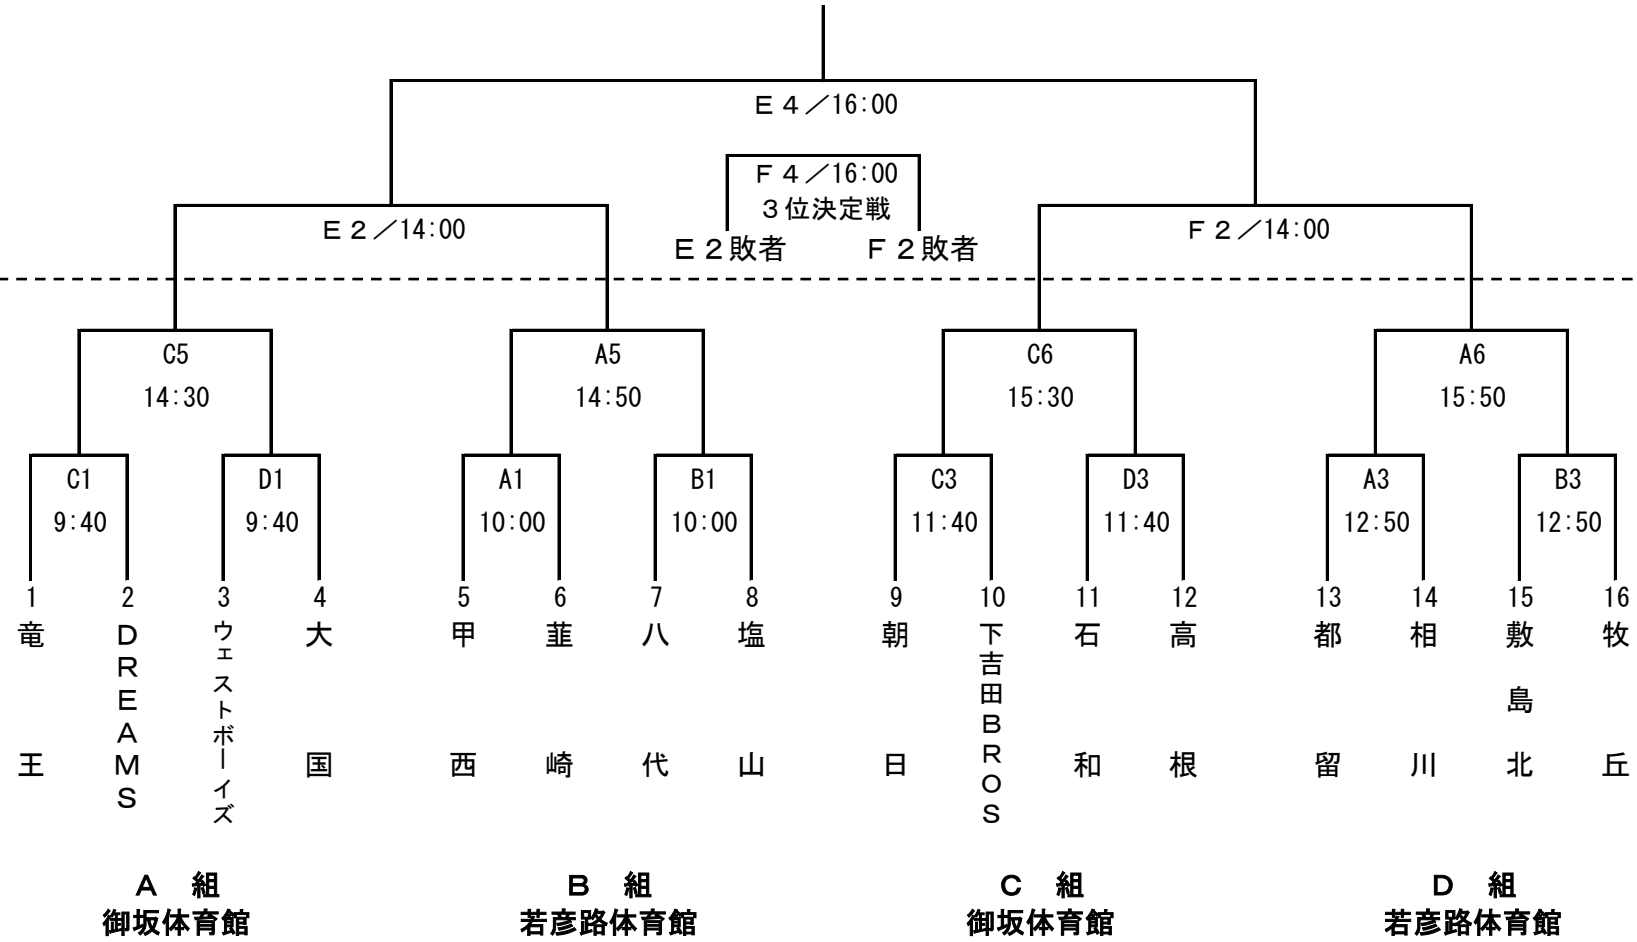 E 4／16:00
F 4／16:00
3位決定戦
E 2／14:00
F 2／14:00
E 2敗者
F 2敗者
C5
14:30
A5
14:50
C6
15:30
A6
15:50
C1
9:40
D1
9:40
A1
10:00
B1
10:00
C3
11:40
D3
11:40
A3
12:50
B3
12:50
1
竜王
2
DREAMS
3
ウェストボーイズ
4
大国
5
甲西
6
韮崎
7
八代
8
塩山
9
朝日
10
下吉田BROS
11
石和
12
高根
13
都留
14
相川
15
敷島北
16
牧丘
A 組
御坂体育館
B 組
若彦路体育館
C 組
御坂体育館
D 組
若彦路体育館